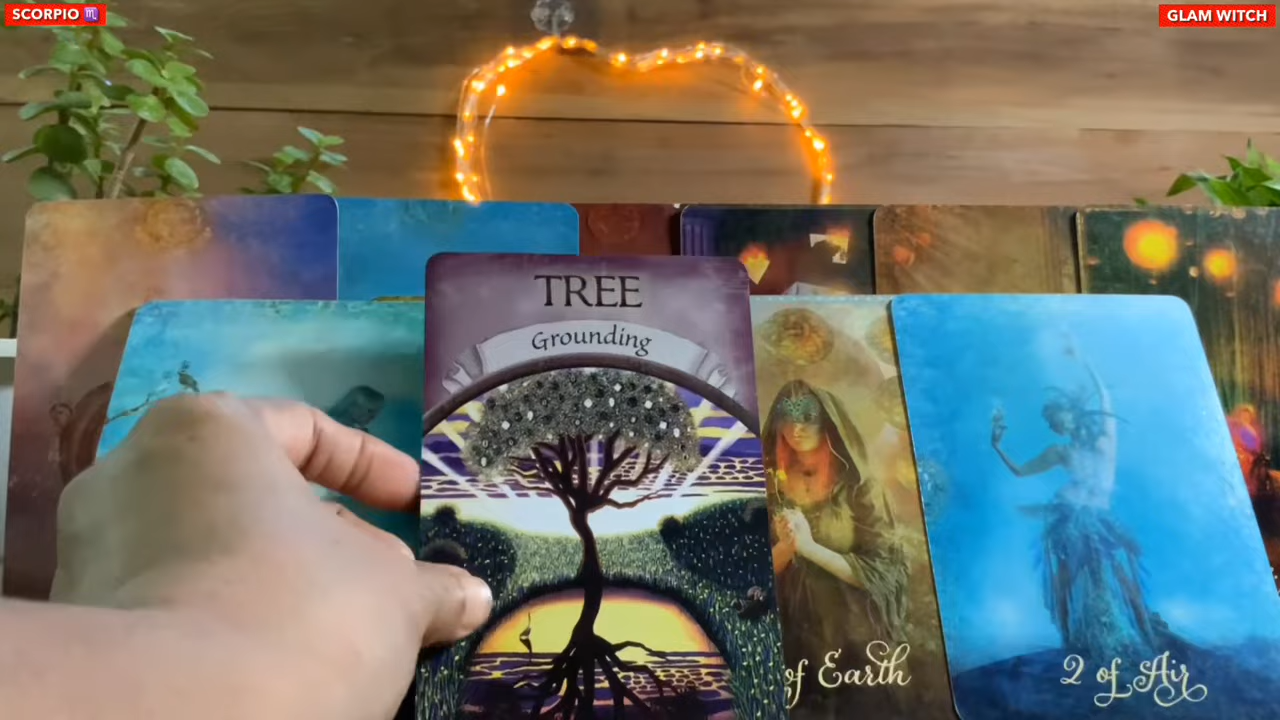 SCORPIO ♏
GLAM WITCH
TREE
Grounding
of Earth
2 of Air